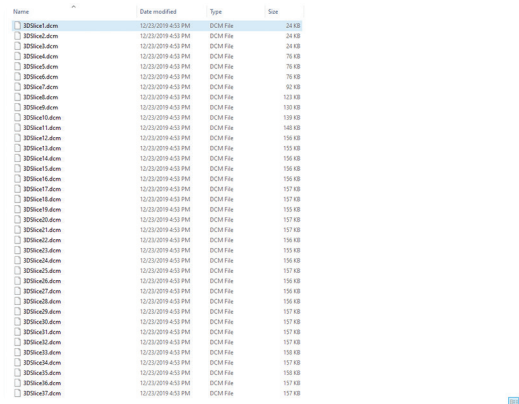 Name Date modified Type Size
3DSlice1.dcm 12/23/2019 4:53 PM DCM File 24 KB
3DSlice2.dcm 12/23/2019 4:53 PM DCM File 24 KB
3DSlice3.dcm 12/23/2019 4:53 PM DCM File 24 KB
3DSlice4.dcm 12/23/2019 4:53 PM DCM File 76 KB
3DSlice5.dcm 12/23/2019 4:53 PM DCM File 76 KB
3DSlice6.dcm 12/23/2019 4:53 PM DCM File 76 KB
3DSlice7.dcm 12/23/2019 4:53 PM DCM File 92 KB
3DSlice8.dcm 12/23/2019 4:53 PM DCM File 123 KB
3DSlice9.dcm 12/23/2019 4:53 PM DCM File 130 KB
3DSlice10.dcm 12/23/2019 4:53 PM DCM File 139 KB
3DSlice11.dcm 12/23/2019 4:53 PM DCM File 148 KB
3DSlice12.dcm 12/23/2019 4:53 PM DCM File 156 KB
3DSlice13.dcm 12/23/2019 4:53 PM DCM File 155 KB
3DSlice14.dcm 12/23/2019 4:53 PM DCM File 156 KB
3DSlice15.dcm 12/23/2019 4:53 PM DCM File 156 KB
3DSlice16.dcm 12/23/2019 4:53 PM DCM File 156 KB
3DSlice17.dcm 12/23/2019 4:53 PM DCM File 157 KB
3DSlice18.dcm 12/23/2019 4:53 PM DCM File 157 KB
3DSlice19.dcm 12/23/2019 4:53 PM DCM File 155 KB
3DSlice20.dcm 12/23/2019 4:53 PM DCM File 157 KB
3DSlice21.dcm 12/23/2019 4:53 PM DCM File 157 KB
3DSlice22.dcm 12/23/2019 4:53 PM DCM File 156 KB
3DSlice23.dcm 12/23/2019 4:53 PM DCM File 155 KB
3DSlice24.dcm 12/23/2019 4:53 PM DCM File 156 KB
3DSlice25.dcm 12/23/2019 4:53 PM DCM File 157 KB
3DSlice26.dcm 12/23/2019 4:53 PM DCM File 156 KB
3DSlice27.dcm 12/23/2019 4:53 PM DCM File 156 KB
3DSlice28.dcm 12/23/2019 4:53 PM DCM File 156 KB
3DSlice29.dcm 12/23/2019 4:53 PM DCM File 157 KB
3DSlice30.dcm 12/23/2019 4:53 PM DCM File 157 KB
3DSlice31.dcm 12/23/2019 4:53 PM DCM File 157 KB
3DSlice32.dcm 12/23/2019 4:53 PM DCM File 157 KB
3DSlice33.dcm 12/23/2019 4:53 PM DCM File 158 KB
3DSlice34.dcm 12/23/2019 4:53 PM DCM File 157 KB
3DSlice35.dcm 12/23/2019 4:53 PM DCM File 158 KB
3DSlice36.dcm 12/23/2019 4:53 PM DCM File 157 KB
3DSlice37.dcm 12/23/2019 4:53 PM DCM File 157 KB